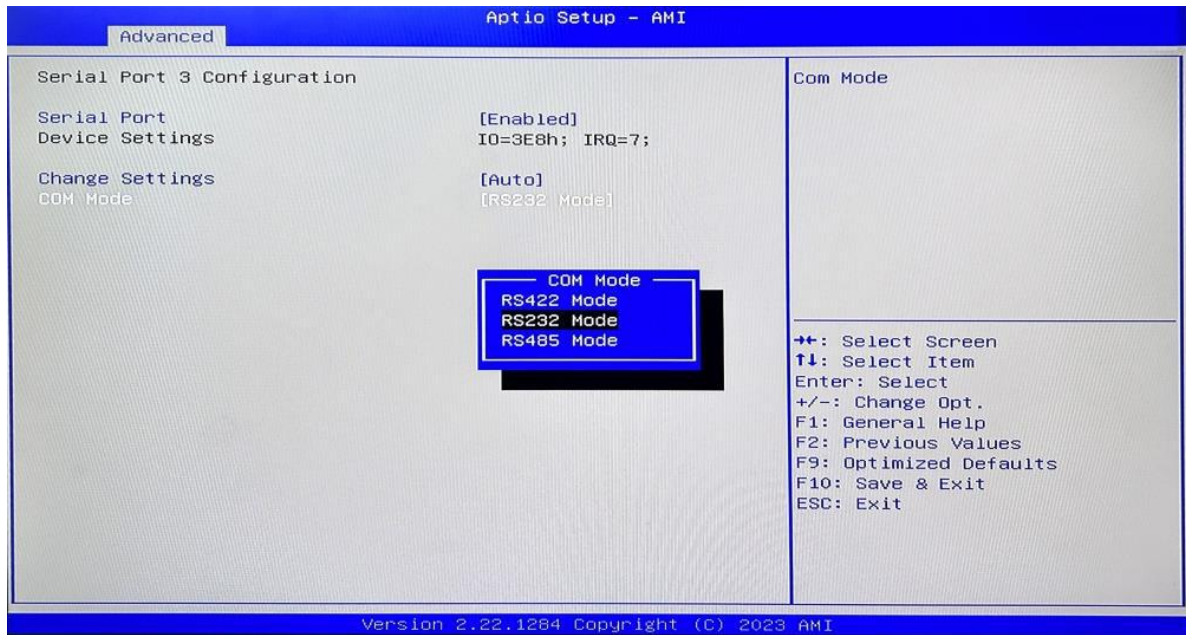 Aptio Setup - AMI
Advanced
Serial Port 3 Configuration
Serial Port [Enabled]
Device Settings IO=3E8h; IRQ=7;
Change Settings [Auto]
COM Mode [RS232 Mode]
COM Mode
RS422 Mode
RS232 Mode
RS485 Mode
Com Mode
→←: Select Screen
↑↓: Select Item
Enter: Select
+/-: Change Opt.
F1: General Help
F2: Previous Values
F9: Optimized Defaults
F10: Save & Exit
ESC: Exit
Version 2.22.1284 Copyright (C) 2023 AMI